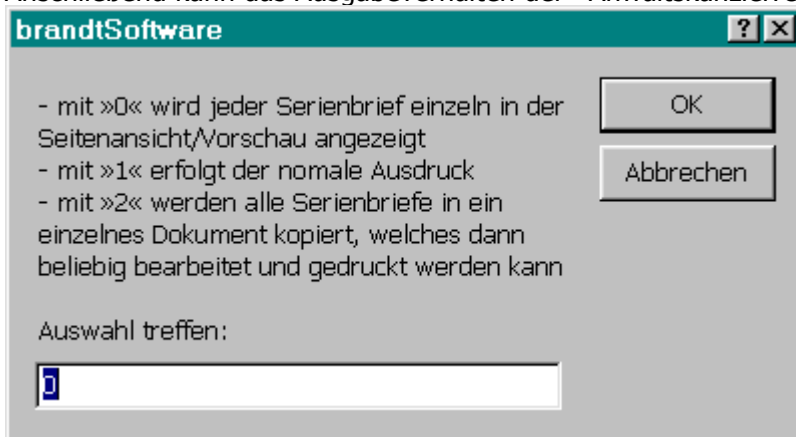 brandtSoftware
- mit »0« wird jeder Serienbrief einzeln in der
Seitenansicht/Vorschau angezeigt
- mit »1« erfolgt der nomale Ausdruck
- mit »2« werden alle Serienbriefe in ein
einzelnes Dokument kopiert, welches dann
beliebig bearbeitet und gedruckt werden kann
OK
Abbrechen
Auswahl treffen:
0